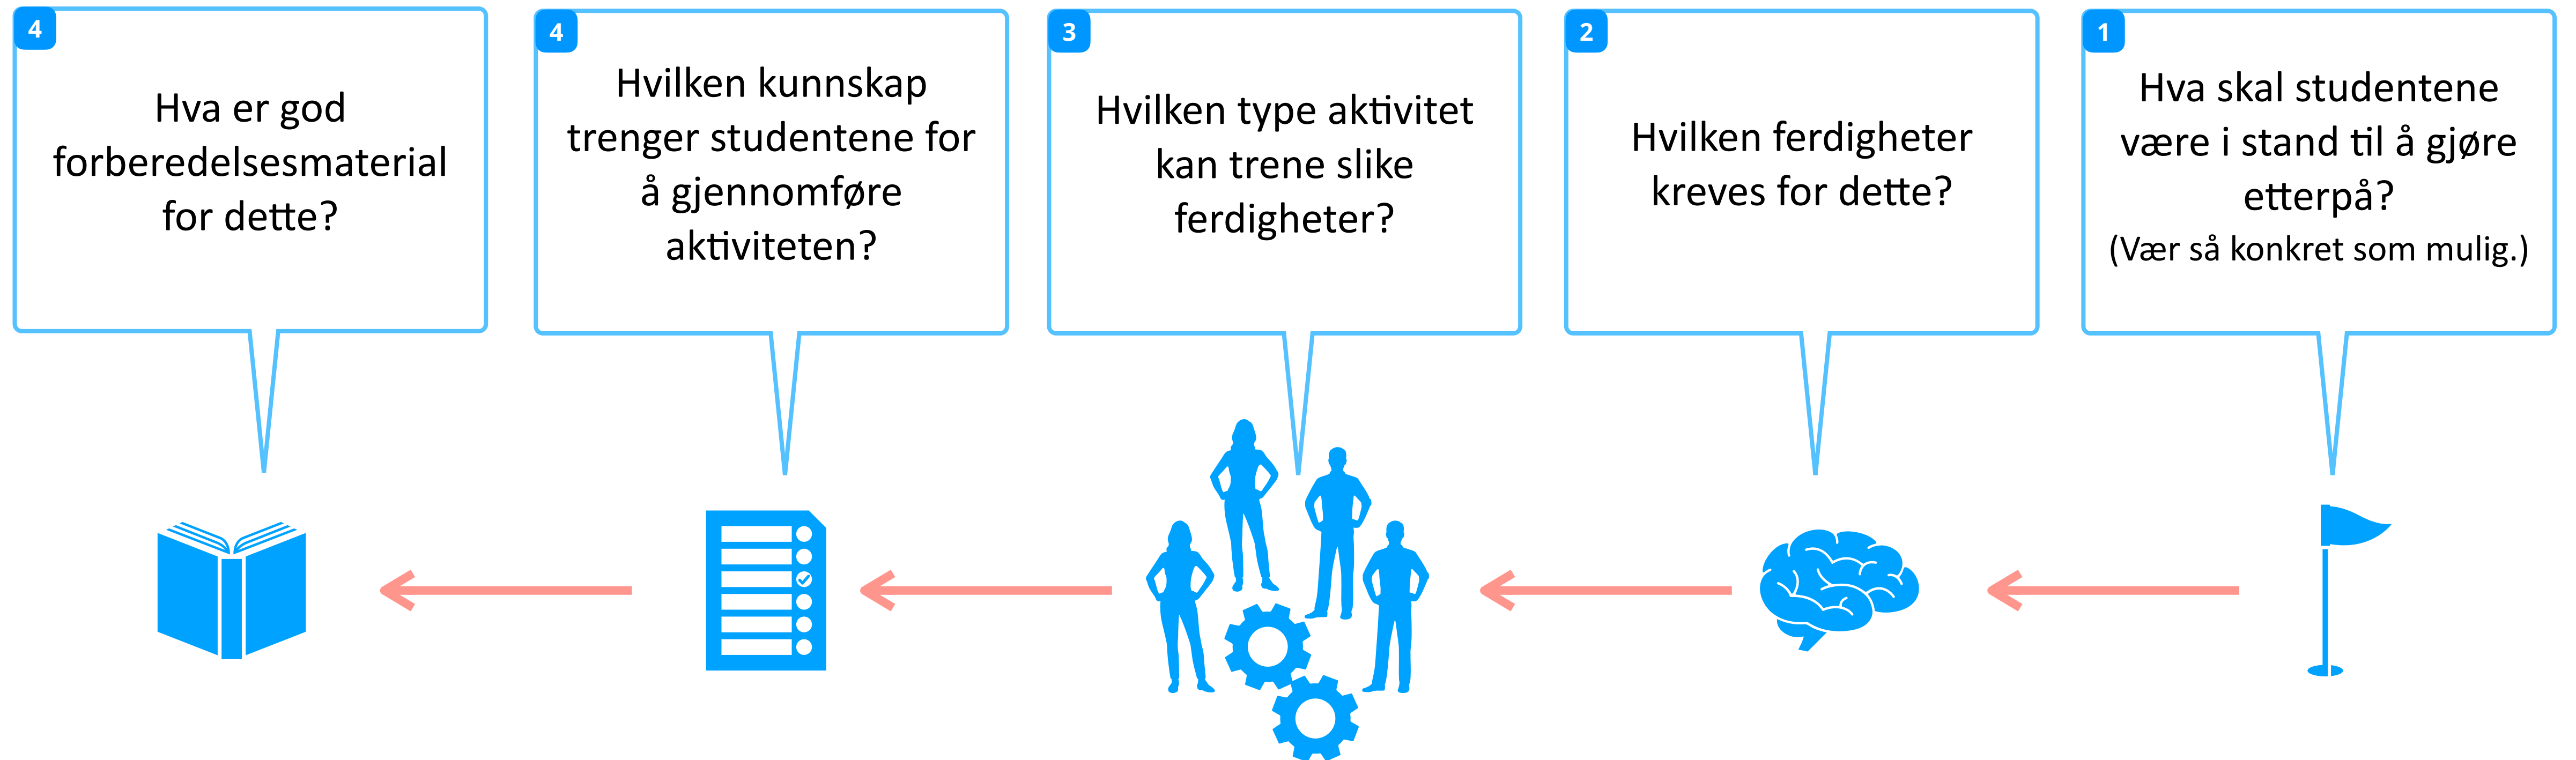 4
Hva er god
forberedelsesmaterial
for dette?
4
Hvilken kunnskap
trenger studentene for
å gjennomføre
aktiviteten?
3
Hvilken type aktivitet
kan trene slike
ferdigheter?
2
Hvilken ferdigheter
kreves for dette?
1
Hva skal studentene
være i stand til å gjøre
etterpå?
(Vær så konkret som mulig.)